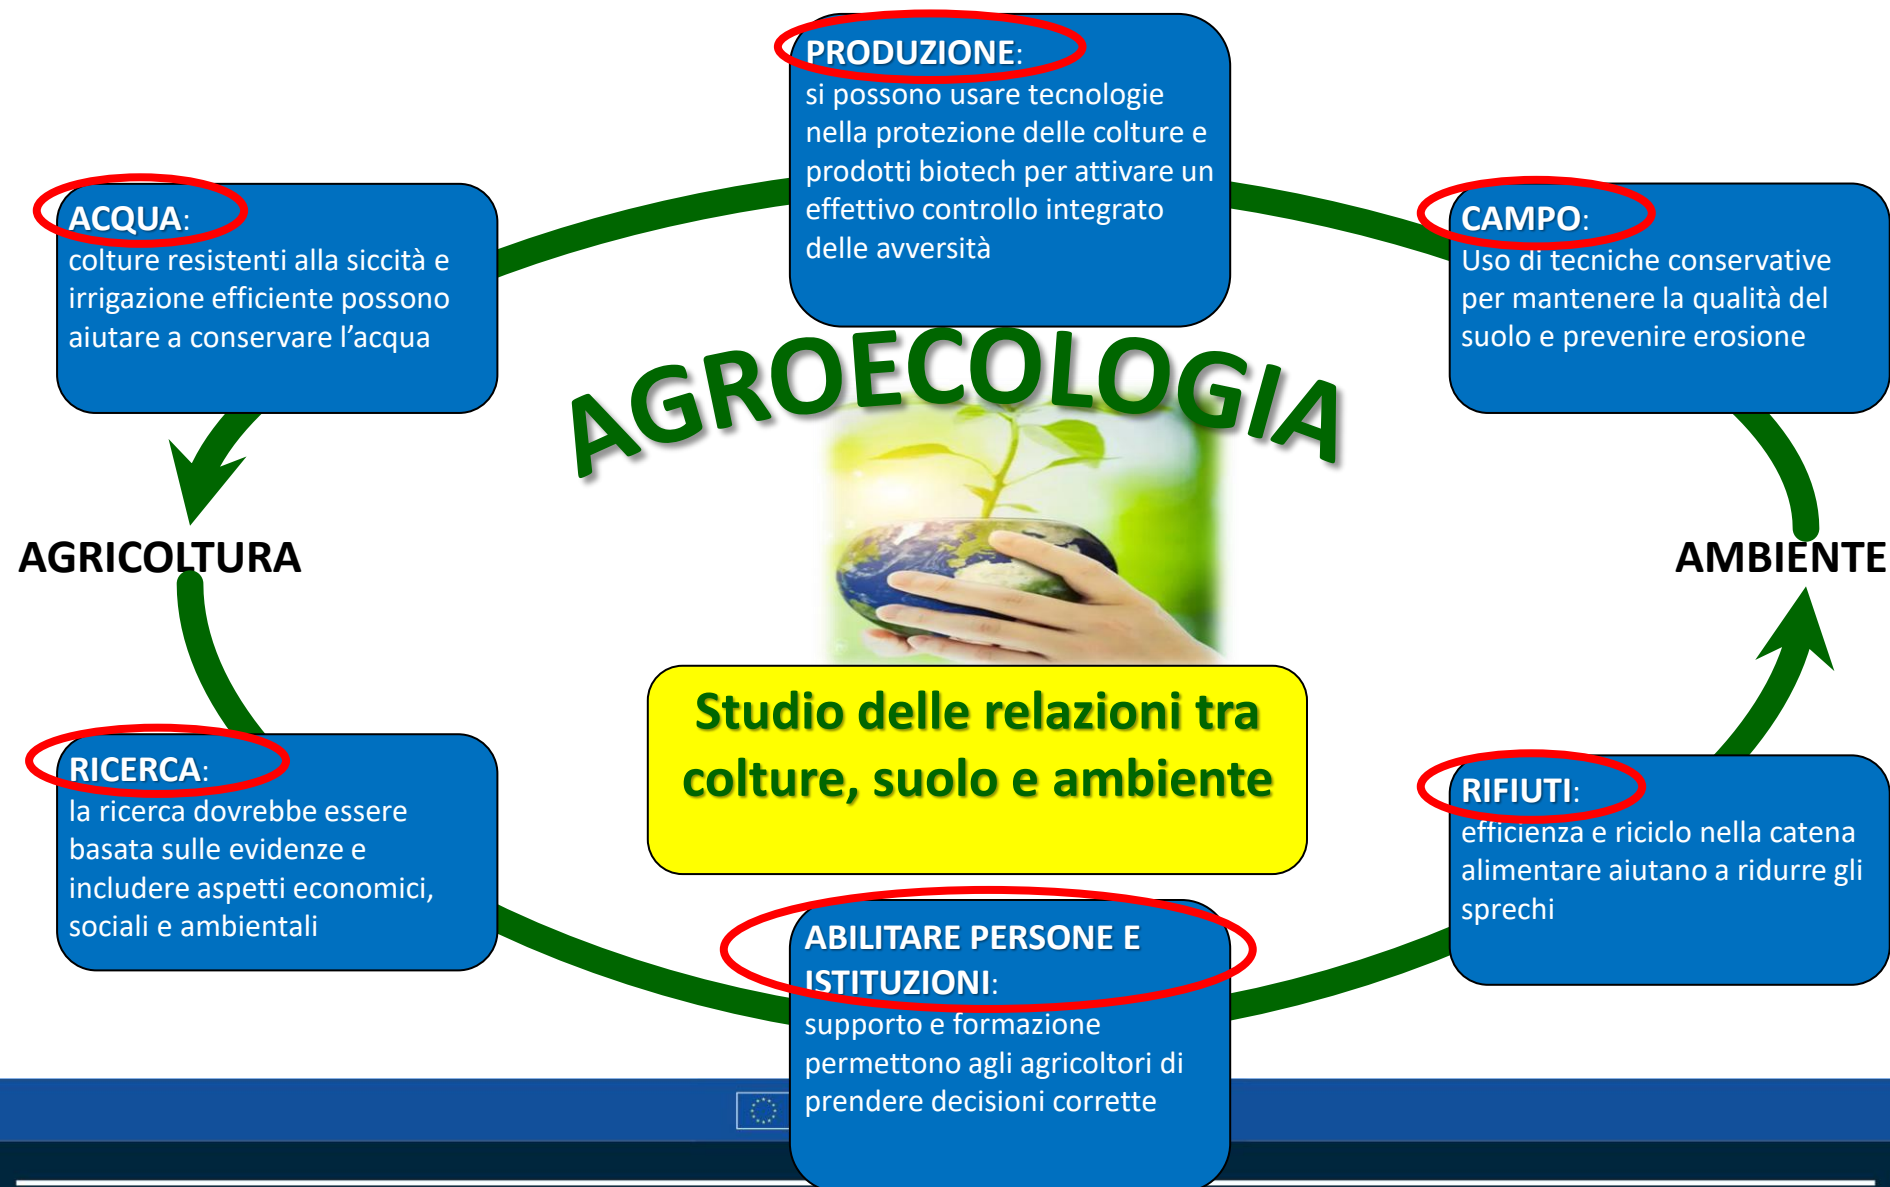 PRODUZIONE:
si possono usare tecnologie
nella protezione delle colture e
prodotti biotech per attivare un
effettivo controllo integrato
delle avversità
ACQUA:
colture resistenti alla siccità e
irrigazione efficiente possono
aiutare a conservare l’acqua
CAMPO:
Uso di tecniche conservative
per mantenere la qualità del
suolo e prevenire erosione
AGROECOLOGIA
AGRICOLTURA
AMBIENTE
Studio delle relazioni tra
colture, suolo e ambiente
RICERCA:
la ricerca dovrebbe essere
basata sulle evidenze e
includere aspetti economici,
sociali e ambientali
RIFIUTI:
efficienza e riciclo nella catena
alimentare aiutano a ridurre gli
sprechi
ABILITARE PERSONE E
ISTITUZIONI:
supporto e formazione
permettono agli agricoltori di
prendere decisioni corrette